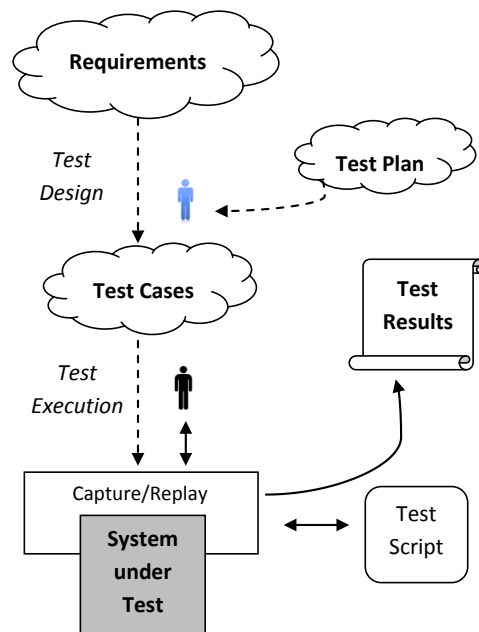 Requirements
Test
Design
Test Plan
Test Cases
Test
Results
Test
Execution
Capture/Replay
Test
Script
System
under
Test